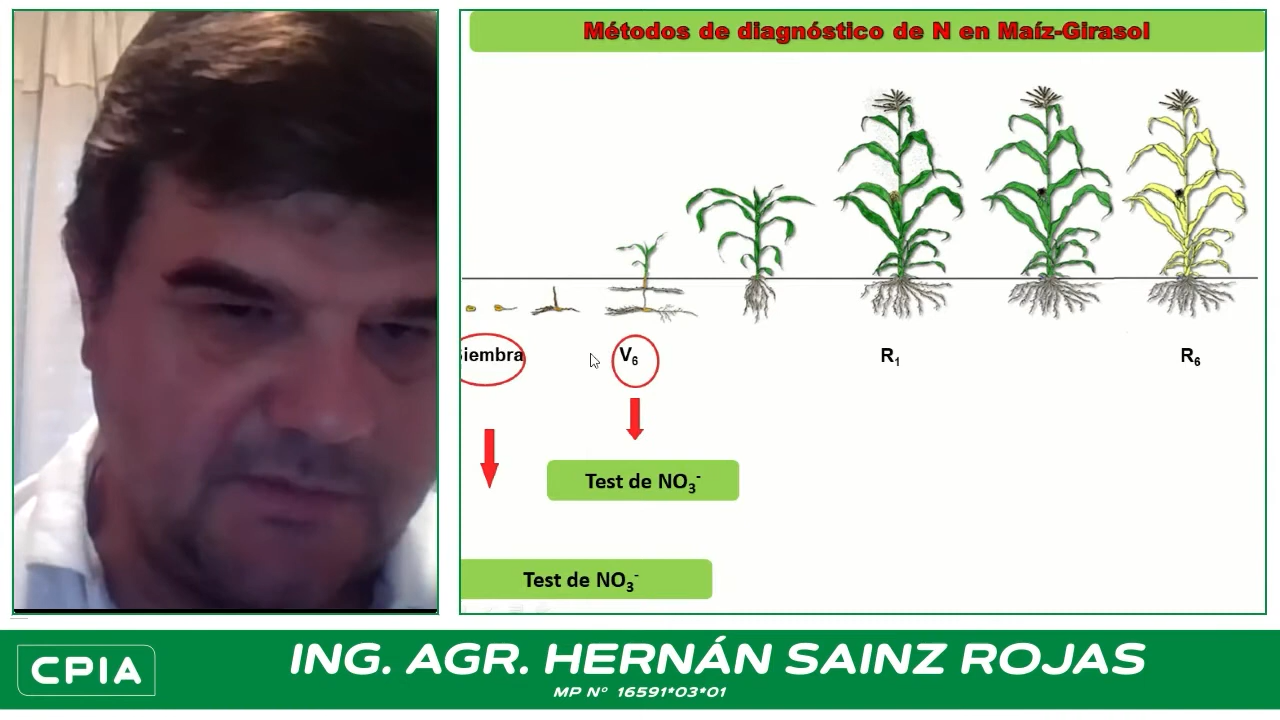 Métodos de diagnóstico de N en Maíz-Girasol
iembra
V6
R1
R6
Test de NO3-
Test de NO3-
CPIA
ING. AGR. HERNÁN SAINZ ROJAS
MP Nº 16591*03*01